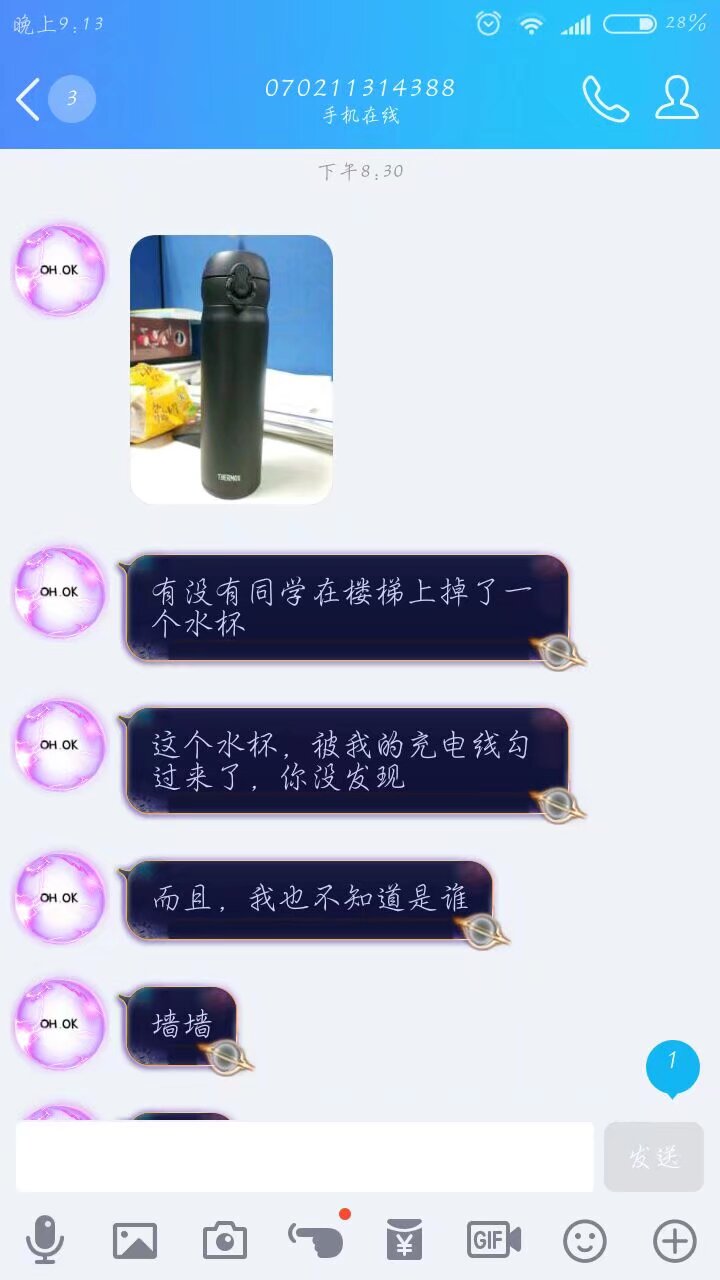 晚上9:13
28%
3
070211314388
手机在线
下午8:30
OH.OK
THERMOS
OH.OK
有没有同学在楼梯上掉了一
个水杯
OH.OK
这个水杯，被我的充电线勾
过来了，你没发现
OH.OK
而且，我也不知道是谁
OH.OK
墙墙
1
发送
¥
GIF